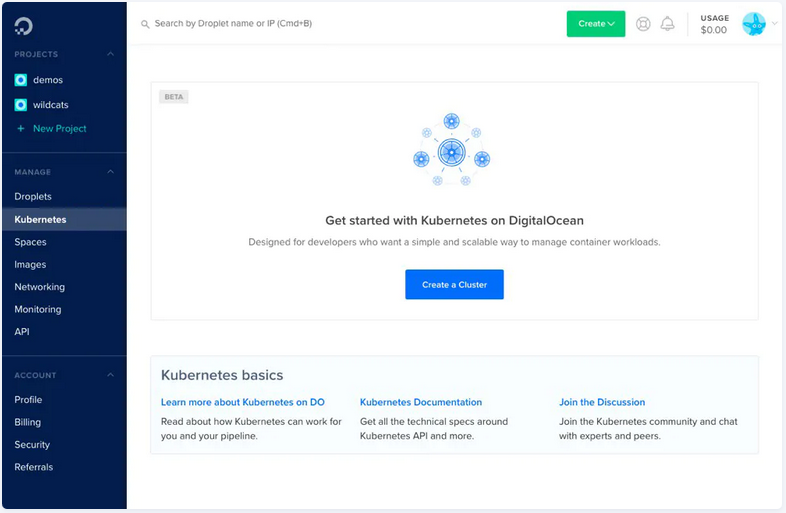 Search by Droplet name or IP (Cmd+B)
Create
USAGE
$0.00
PROJECTS
demos
wildcats
+ New Project
MANAGE
Droplets
Kubernetes
Spaces
Images
Networking
Monitoring
API
ACCOUNT
Profile
Billing
Security
Referrals
BETA
Get started with Kubernetes on DigitalOcean
Designed for developers who want a simple and scalable way to manage container workloads.
Create a Cluster
Kubernetes basics
Learn more about Kubernetes on DO
Read about how Kubernetes can work for
you and your pipeline.
Kubernetes Documentation
Get all the technical specs around
Kubernetes API and more.
Join the Discussion
Join the Kubernetes community and chat
with experts and peers.